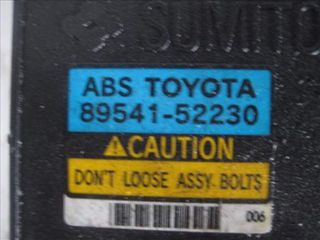 SUMITO
ABS TOYOTA
89541-52230
CAUTION
DON'T LOOSE ASSY BOLTS
006